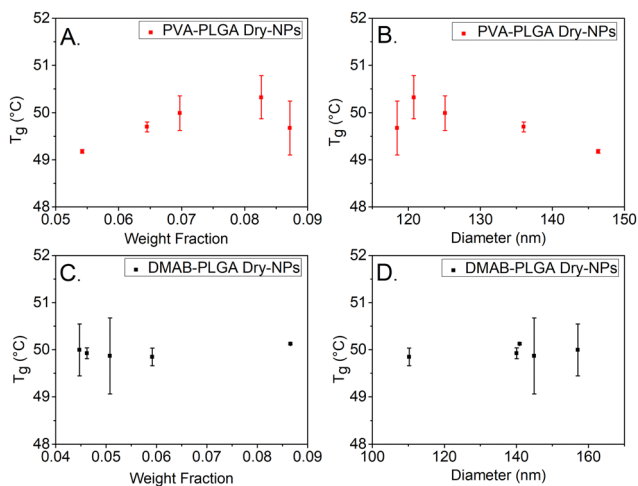 A.
PVA-PLGA Dry-NPs
52
51
50
49
48
Tg (°C)
0.05 0.06 0.07 0.08 0.09
Weight Fraction
B.
PVA-PLGA Dry-NPs
52
51
50
49
48
Tg (°C)
120 130 140 150
Diameter (nm)
C.
DMAB-PLGA Dry-NPs
52
51
50
49
48
Tg (°C)
0.04 0.05 0.06 0.07 0.08 0.09
Weight Fraction
D.
DMAB-PLGA Dry-NPs
52
51
50
49
48
Tg (°C)
100 120 140 160
Diameter (nm)